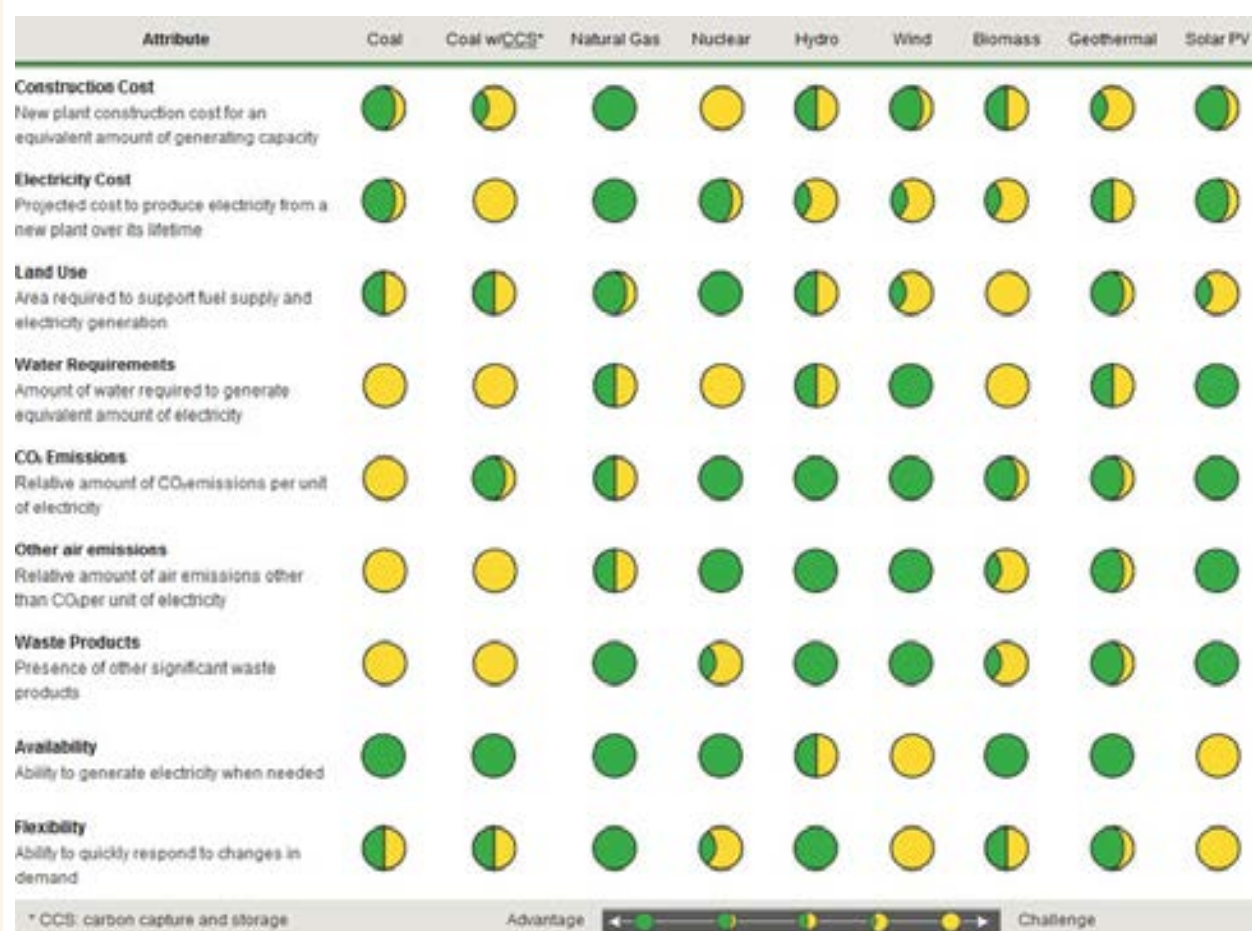 Attribute Coal Coal w/CCS* Natural Gas Nuclear Hydro Wind Biomass Geothermal Solar PV
Construction Cost
New plant construction cost for an
equivalent amount of generating capacity
Electricity Cost
Projected cost to produce electricity from a
new plant over its lifetime
Land Use
Area required to support fuel supply and
electricity generation
Water Requirements
Amount of water required to generate
equivalent amount of electricity
CO₂ Emissions
Relative amount of CO₂emissions per unit
of electricity
Other air emissions
Relative amount of air emissions other
than CO₂per unit of electricity
Waste Products
Presence of other significant waste
products
Availability
Ability to generate electricity when needed
Flexibility
Ability to quickly respond to changes in
demand
* CCS: carbon capture and storage Advantage Challenge